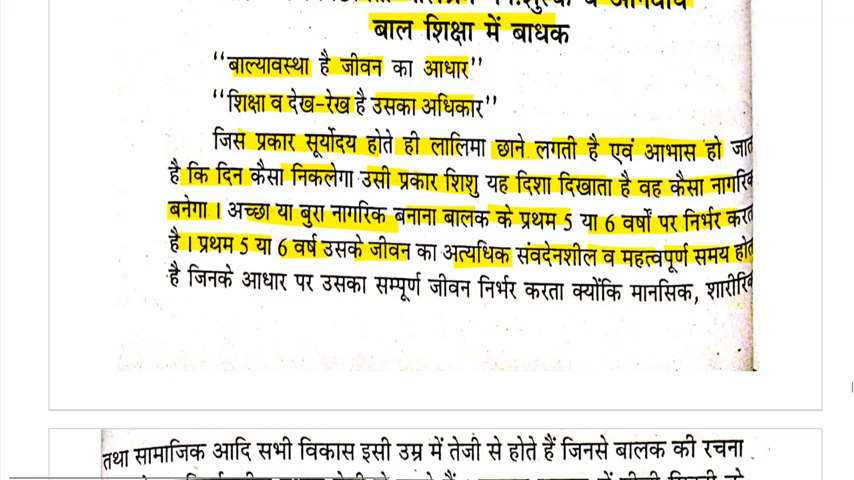 बाल शिक्षा में बाधक
“बाल्यावस्था है जीवन का आधार”
“शिक्षा व देख-रेख है उसका अधिकार”
जिस प्रकार सूर्योदय होते ही लालिमा छाने लगती है एवं आभास हो
है कि दिन कैसा निकलेगा उसी प्रकार शिशु यह दिशा दिखाता है वह कैसा
बनेगा। अच्छा या बुरा नागरिक बनाना बालक के प्रथम 5 या 6 वर्षों पर निर्भर
है। प्रथम 5 या 6 वर्ष उसके जीवन का अत्यधिक संवदेनशील व महत्वपूर्ण समय
है जिनके आधार पर उसका सम्पूर्ण जीवन निर्भर करता क्योंकि मानसिक,
तथा सामाजिक आदि सभी विकास इसी उम्र में तेजी से होते हैं जिनसे बालक की रचना